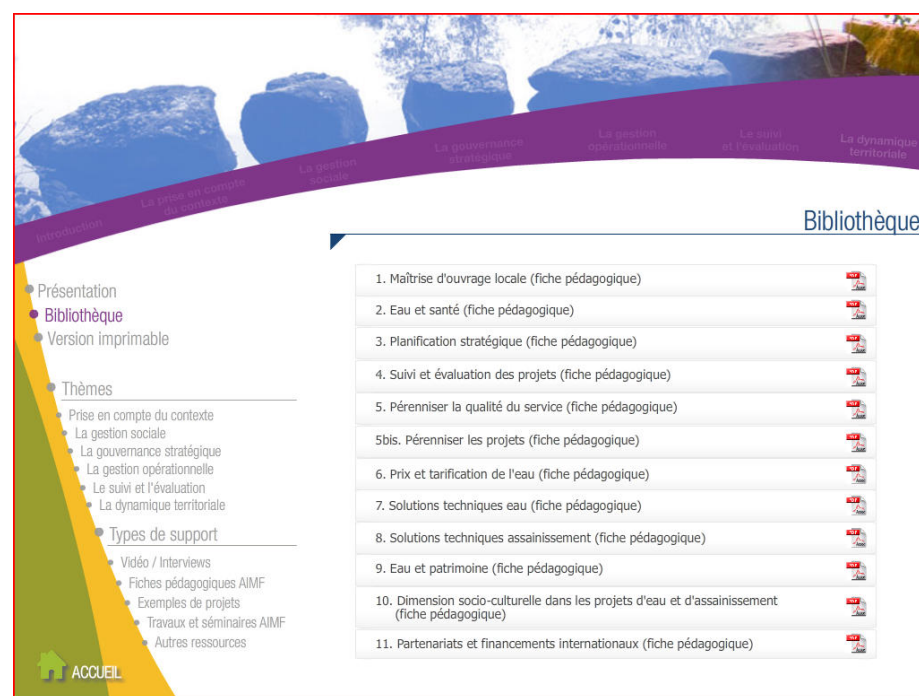 Introduction
La prise en compte
du contexte
La gestion
sociale
La gouvernance
stratégique
La gestion
opérationnelle
Le suivi
et l'évaluation
La dynamique
territoriale
Bibliothèque
Présentation
Bibliothèque
Version imprimable
Thèmes
Prise en compte du contexte
La gestion sociale
La gouvernance stratégique
La gestion opérationnelle
Le suivi et l'évaluation
La dynamique territoriale
Types de support
Vidéo / Interviews
Fiches pédagogiques AIMF
Exemples de projets
Travaux et séminaires AIMF
Autres ressources
ACCUEIL
1. Maîtrise d'ouvrage locale (fiche pédagogique)
2. Eau et santé (fiche pédagogique)
3. Planification stratégique (fiche pédagogique)
4. Suivi et évaluation des projets (fiche pédagogique)
5. Pérenniser la qualité du service (fiche pédagogique)
5bis. Pérenniser les projets (fiche pédagogique)
6. Prix et tarification de l'eau (fiche pédagogique)
7. Solutions techniques eau (fiche pédagogique)
8. Solutions techniques assainissement (fiche pédagogique)
9. Eau et patrimoine (fiche pédagogique)
10. Dimension socio-culturelle dans les projets d'eau et d'assainissement
(fiche pédagogique)
11. Partenariats et financements internationaux (fiche pédagogique)